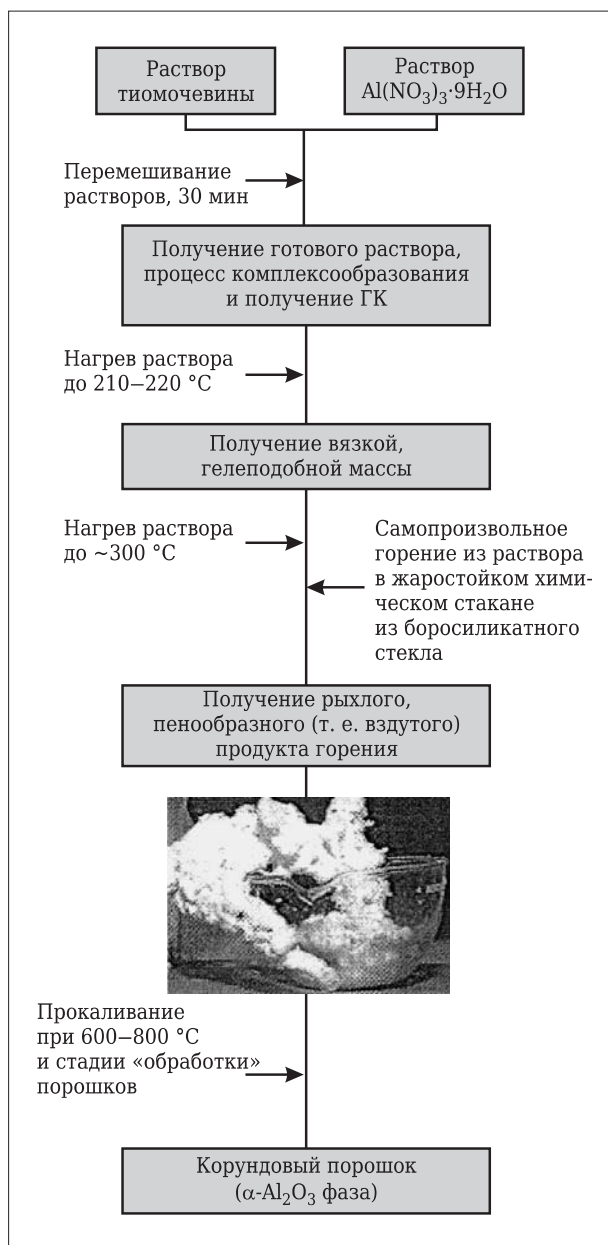 Раствор
тиомочевины
Раствор
Al(NO₃)₃·9H₂O
Перемешивание
растворов, 30 мин
Получение готового раствора,
процесс комплексообразования
и получение ГК
Нагрев раствора
до 210–220 °C
Получение вязкой,
гелеподобной массы
Нагрев раствора
до ~300 °C
Самопроизвольное
горение из раствора
в жаростойком хими-
ческом стакане
из боросиликатного
стекла
Получение рыхлого,
пенообразного (т. е. вздутого)
продукта горения
Прокаливание
при 600–800 °C
и стадии «обработки»
порошков
Корундовый порошок
(α-Al₂O₃ фаза)